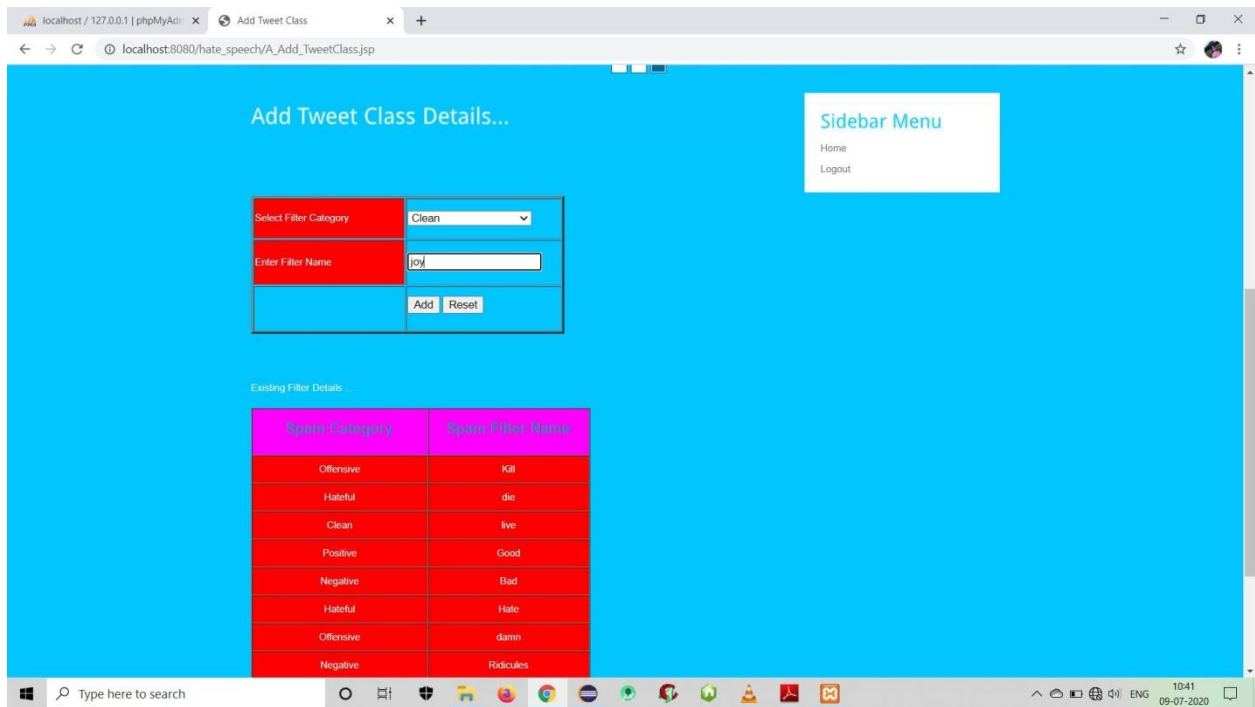 localhost / 127.0.0.1 | phpMyAdm
Add Tweet Class
localhost:8080/hate_speech/A_Add_TweetClass.jsp
Add Tweet Class Details...
Sidebar Menu
Home
Logout
Select Filter Category Clean
Enter Filter Name joy
Add Reset
Existing Filter Details ....
Spam Category Spam Filter Name
Offensive Kill
Hateful die
Clean live
Positive Good
Negative Bad
Hateful Hate
Offensive damn
Negative Ridicules
Type here to search
ENG
10:41
09-07-2020